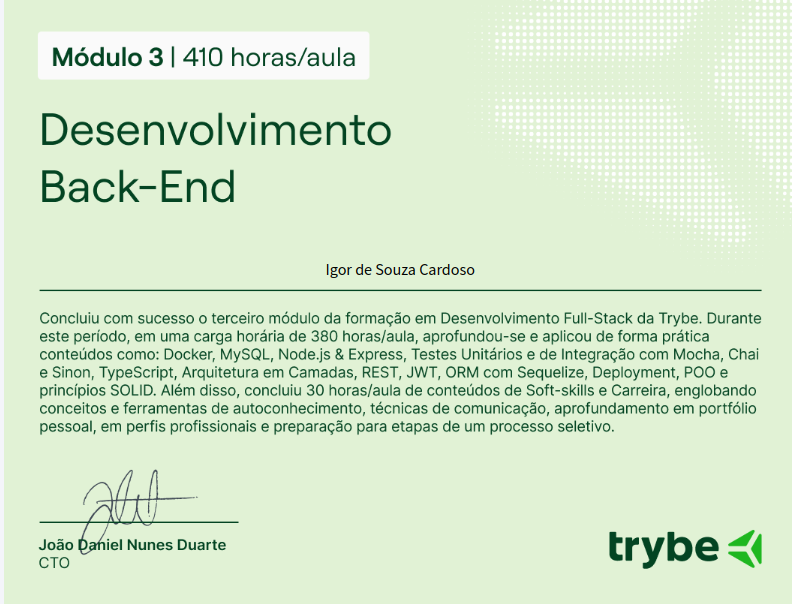 Módulo 3 | 410 horas/aula
Desenvolvimento
Back-End
Igor de Souza Cardoso
Concluiu com sucesso o terceiro módulo da formação em Desenvolvimento Full-Stack da Trybe. Durante
este período, em uma carga horária de 380 horas/aula, aprofundou-se e aplicou de forma prática
conteúdos como: Docker, MySQL, Node.js & Express, Testes Unitários e de Integração com Mocha, Chai
e Sinon, TypeScript, Arquitetura em Camadas, REST, JWT, ORM com Sequelize, Deployment, POO e
princípios SOLID. Além disso, concluiu 30 horas/aula de conteúdos de Soft-skills e Carreira, englobando
conceitos e ferramentas de autoconhecimento, técnicas de comunicação, aprofundamento em portfólio
pessoal, em perfis profissionais e preparação para etapas de um processo seletivo.
João Daniel Nunes Duarte
CTO
trybe